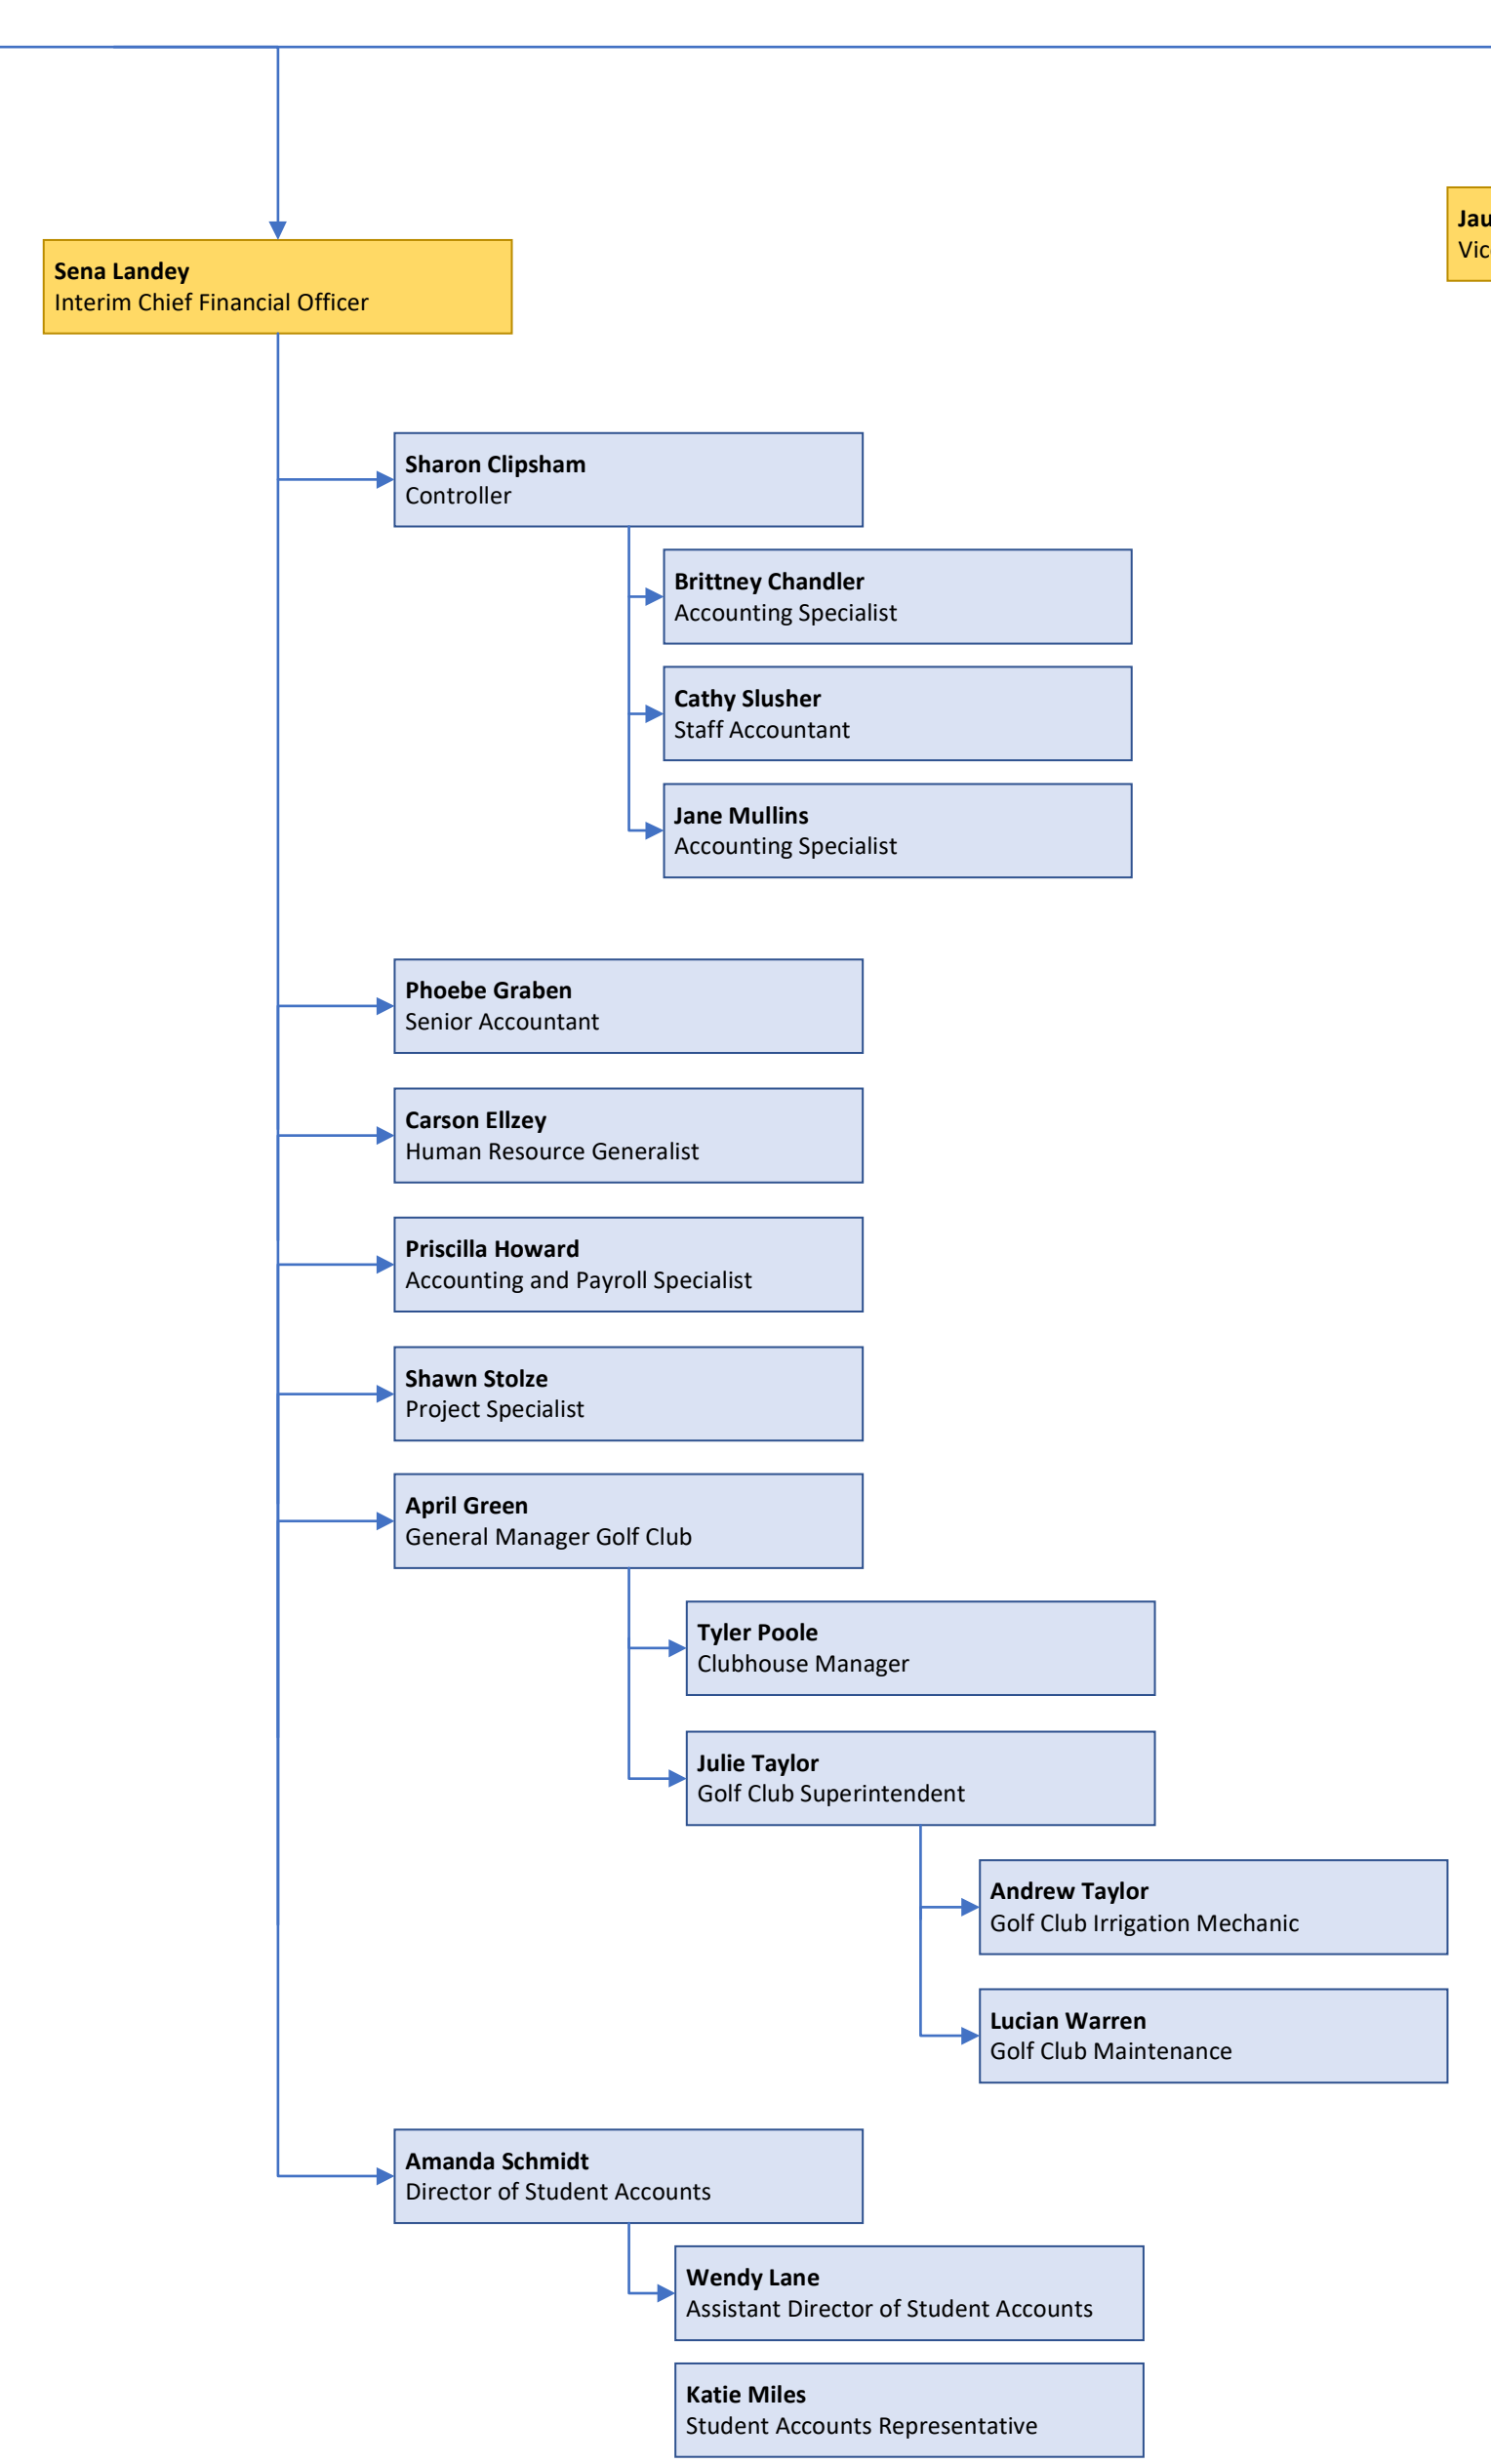 Sena Landey
Interim Chief Financial Officer
Sharon Clipsham
Controller
Brittney Chandler
Accounting Specialist
Cathy Slusher
Staff Accountant
Jane Mullins
Accounting Specialist
Phoebe Graben
Senior Accountant
Carson Ellzey
Human Resource Generalist
Priscilla Howard
Accounting and Payroll Specialist
Shawn Stolze
Project Specialist
April Green
General Manager Golf Club
Tyler Poole
Clubhouse Manager
Julie Taylor
Golf Club Superintendent
Andrew Taylor
Golf Club Irrigation Mechanic
Lucian Warren
Golf Club Maintenance
Amanda Schmidt
Director of Student Accounts
Wendy Lane
Assistant Director of Student Accounts
Katie Miles
Student Accounts Representative